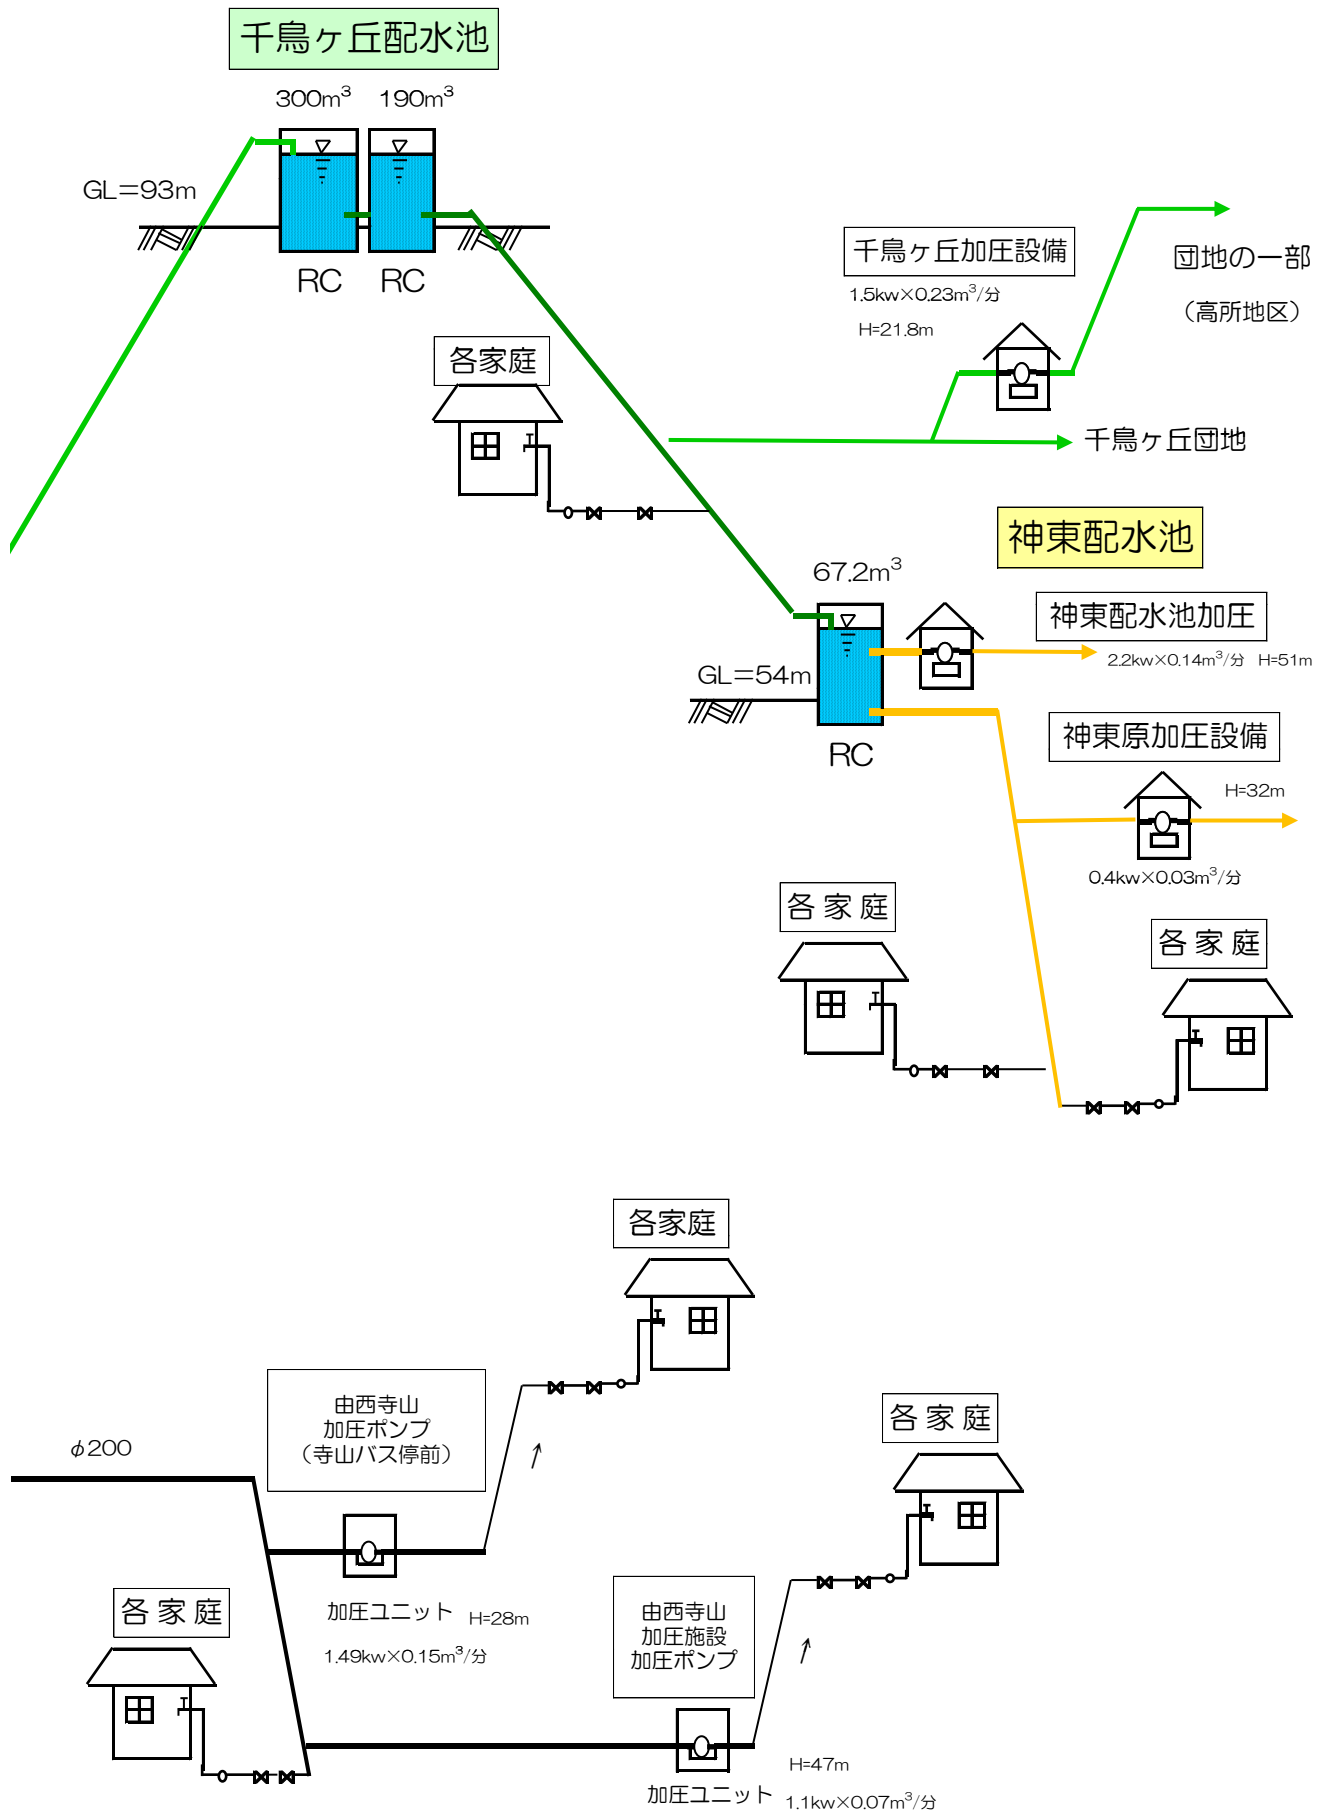 千鳥ヶ丘配水池
300m³
190m³
GL=93m
RC
RC
千鳥ヶ丘加圧設備
1.5kw×0.23m³/分
H=21.8m
団地の一部
（高所地区）
各家庭
千鳥ヶ丘団地
神東配水池
67.2m³
神東配水池加圧
2.2kw×0.14m³/分 H=51m
GL=54m
RC
神東原加圧設備
H=32m
0.4kw×0.03m³/分
各家庭
各家庭
各家庭
由西寺山
加圧ポンプ
（寺山バス停前）
φ200
各家庭
加圧ユニット H=28m
1.49kw×0.15m³/分
各家庭
由西寺山
加圧施設
加圧ポンプ
H=47m
加圧ユニット 1.1kw×0.07m³/分